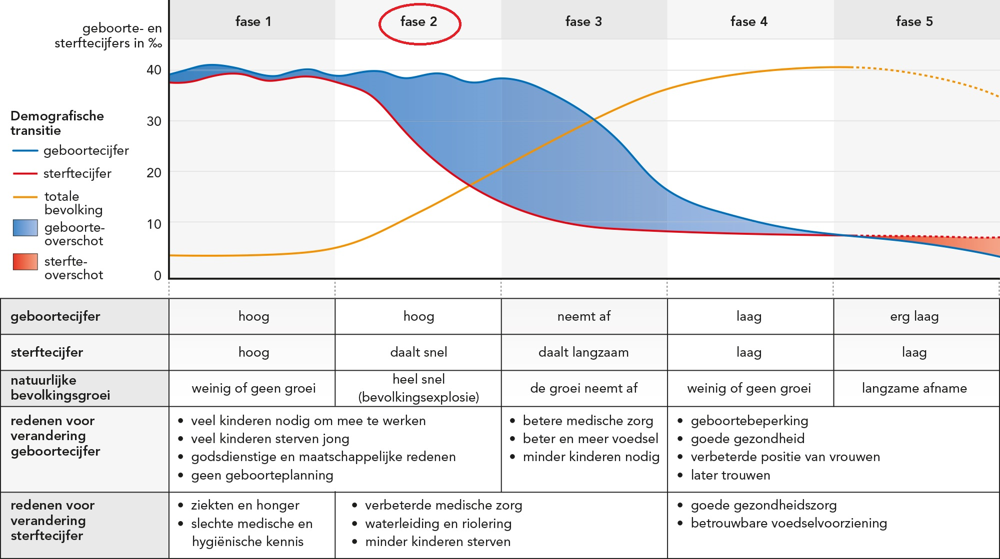 fase 1
fase 2
fase 3
fase 4
fase 5
geboorte- en
sterftecijfers in ‰
40
30
20
10
0
Demografische
transitie
geboortecijfer
sterftecijfer
totale
bevolking
geboorte-
overschot
sterfte-
overschot
geboortecijfer
hoog
hoog
neemt af
laag
erg laag
sterftecijfer
hoog
daalt snel
daalt langzaam
laag
laag
natuurlijke
bevolkingsgroei
weinig of geen groei
heel snel
(bevolkingsexplosie)
de groei neemt af
weinig of geen groei
langzame afname
redenen voor
verandering
geboortecijfer
• veel kinderen nodig om mee te werken
• veel kinderen sterven jong
• godsdienstige en maatschappelijke redenen
• geen geboorteplanning
• betere medische zorg
• beter en meer voedsel
• minder kinderen nodig
• geboortebeperking
• goede gezondheid
• verbeterde positie van vrouwen
• later trouwen
redenen voor
verandering
sterftecijfer
• ziekten en honger
• slechte medische en
hygiënische kennis
• verbeterde medische zorg
• waterleiding en riolering
• minder kinderen sterven
• goede gezondheidszorg
• betrouwbare voedselvoorziening